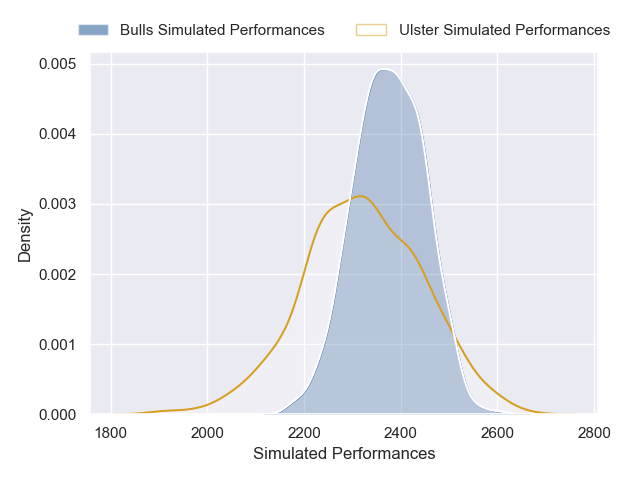 Bulls Simulated Performances
Ulster Simulated Performances
0.005
0.004
0.003
0.002
0.001
0.000
Density
1800 2000 2200 2400 2600 2800
Simulated Performances